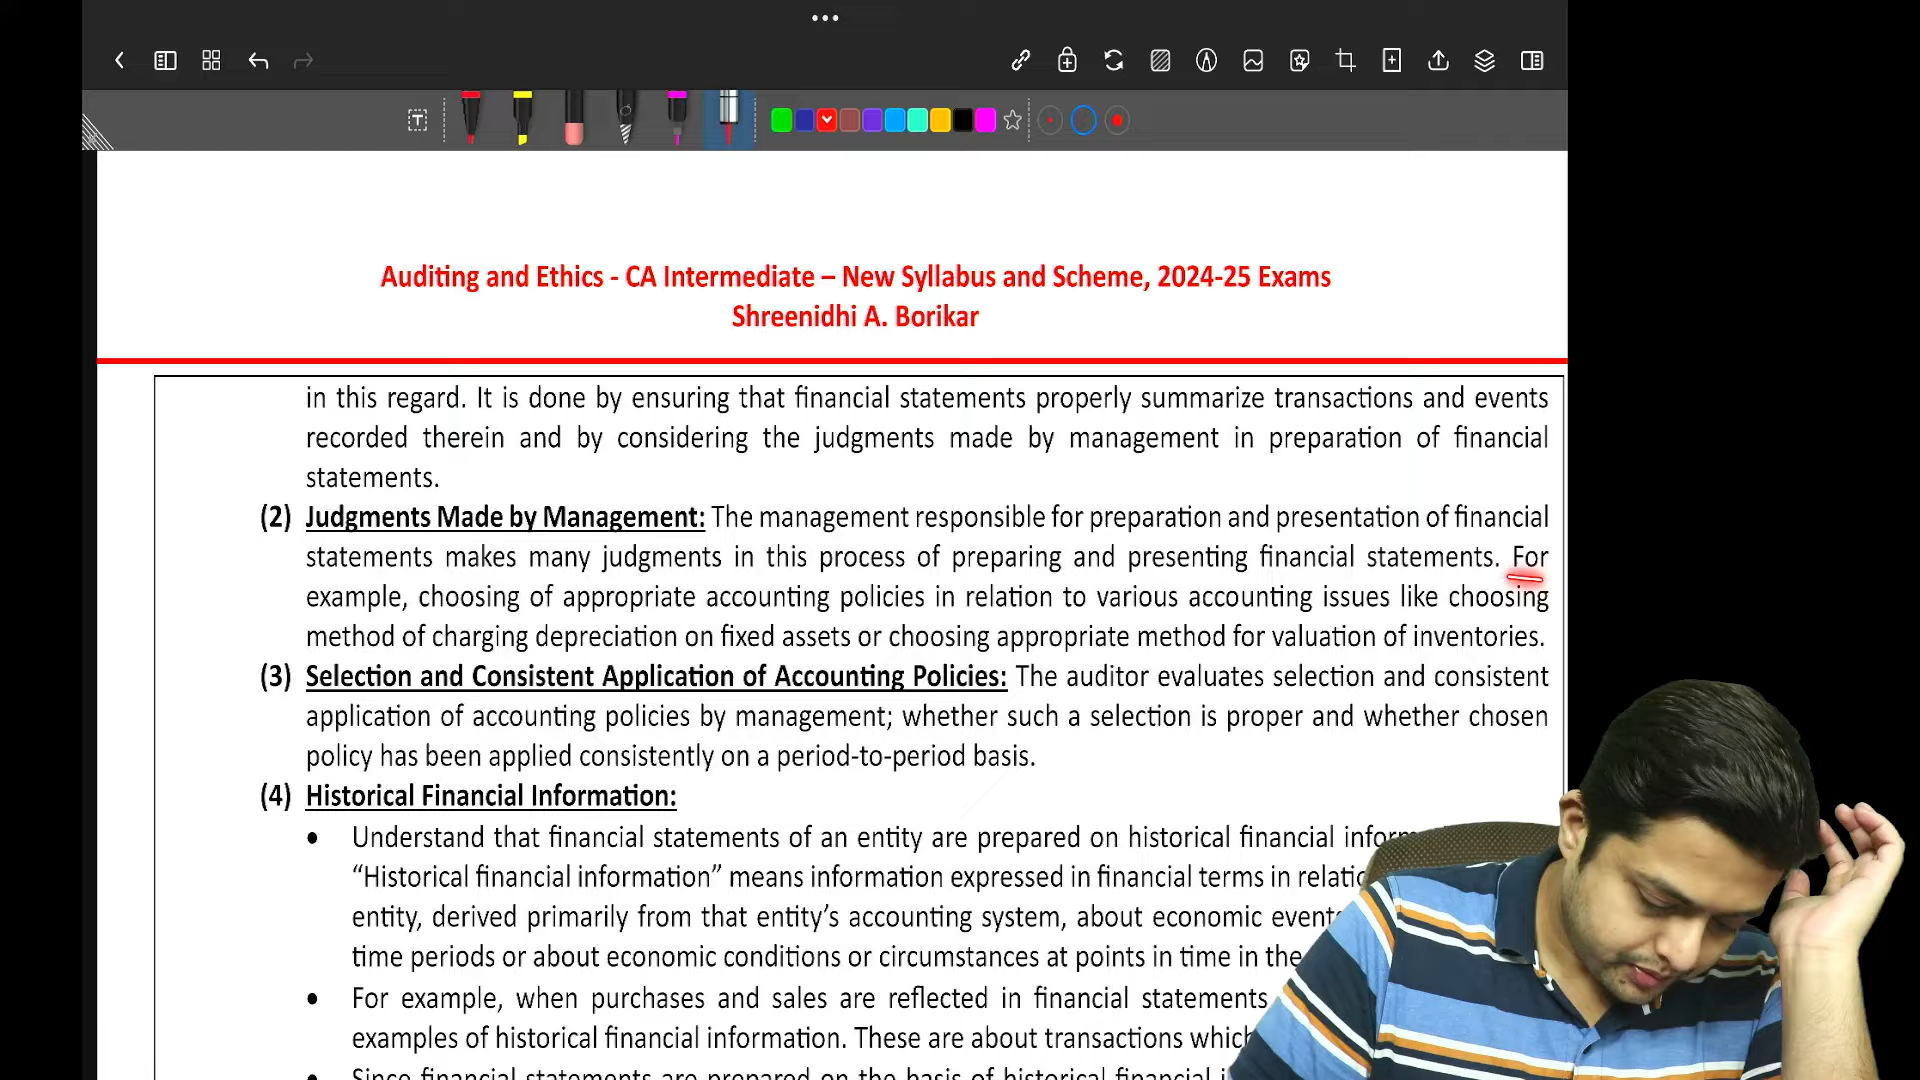 Auditing and Ethics - CA Intermediate – New Syllabus and Scheme, 2024-25 Exams
Shreenidhi A. Borikar
in this regard. It is done by ensuring that financial statements properly summarize transactions and events
recorded therein and by considering the judgments made by management in preparation of financial
statements.
(2) Judgments Made by Management: The management responsible for preparation and presentation of financial
statements makes many judgments in this process of preparing and presenting financial statements. For
example, choosing of appropriate accounting policies in relation to various accounting issues like choosing
method of charging depreciation on fixed assets or choosing appropriate method for valuation of inventories.
(3) Selection and Consistent Application of Accounting Policies: The auditor evaluates selection and consistent
application of accounting policies by management; whether such a selection is proper and whether chosen
policy has been applied consistently on a period-to-period basis.
(4) Historical Financial Information:
• Understand that financial statements of an entity are prepared on historical financial
“Historical financial information” means information expressed in financial terms in
entity, derived primarily from that entity’s accounting system, about economic
time periods or about economic conditions or circumstances at points in time in the
• For example, when purchases and sales are reflected in financial statements
examples of historical financial information. These are about transactions
• Since financial statements are prepared on the basis of historical financial